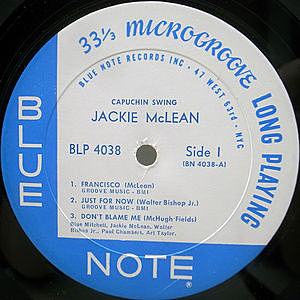 33⅓ MICROGROOVE LONG PLAYING
BLUE NOTE RECORDS INC • 47 WEST 63rd • NYC
CAPUCHIN SWING
JACKIE McLEAN
BLP 4038
Side 1
(BN 4038-A)
1. FRANCISCO (McLean)
GROOVE MUSIC - BMI
2. JUST FOR NOW (Walter Bishop Jr.)
GROOVE MUSIC - BMI
3. DON'T BLAME ME (McHugh-Fields)
Blue Mitchell, Jackie McLean, Walter
Bishop Jr., Paul Chambers, Art Taylor.
BLUE
NOTE®